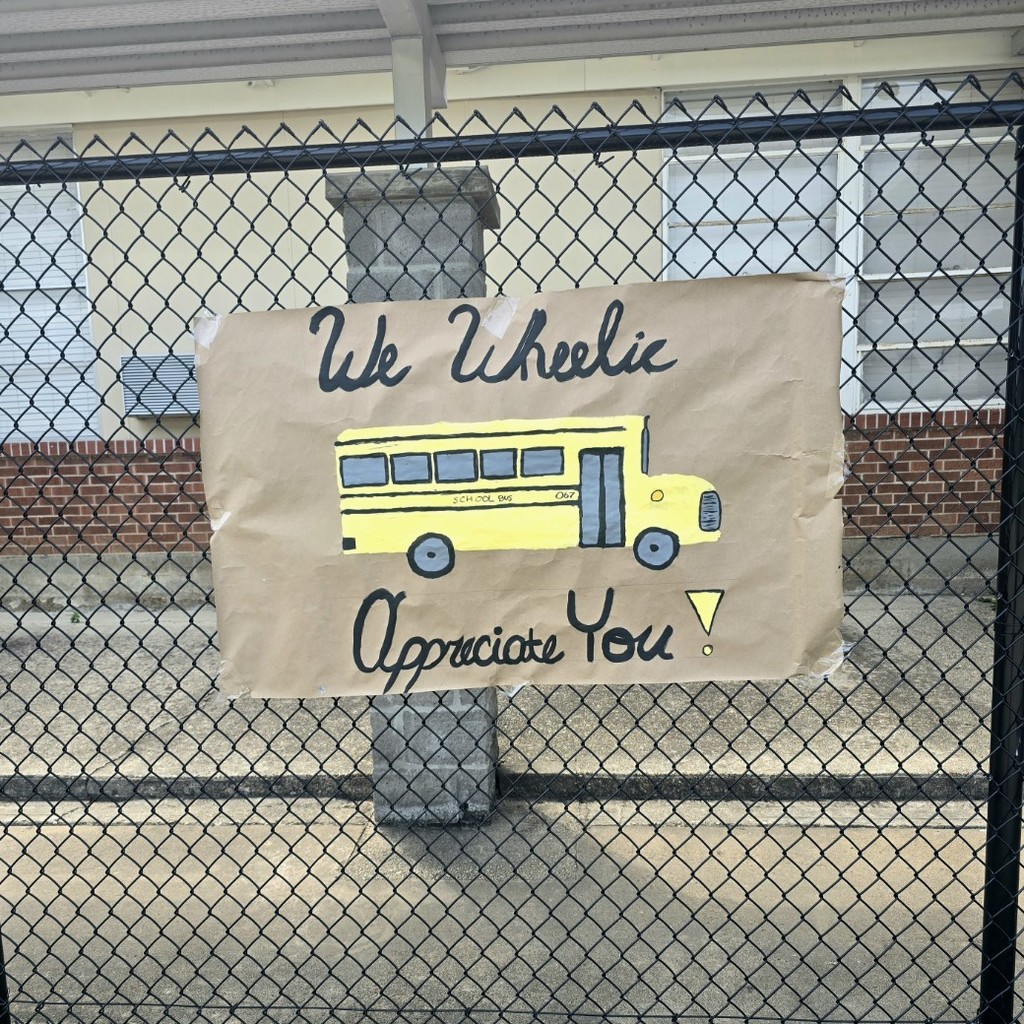 We Wheelie
SCHOOL BUS 067
Appreciate You!